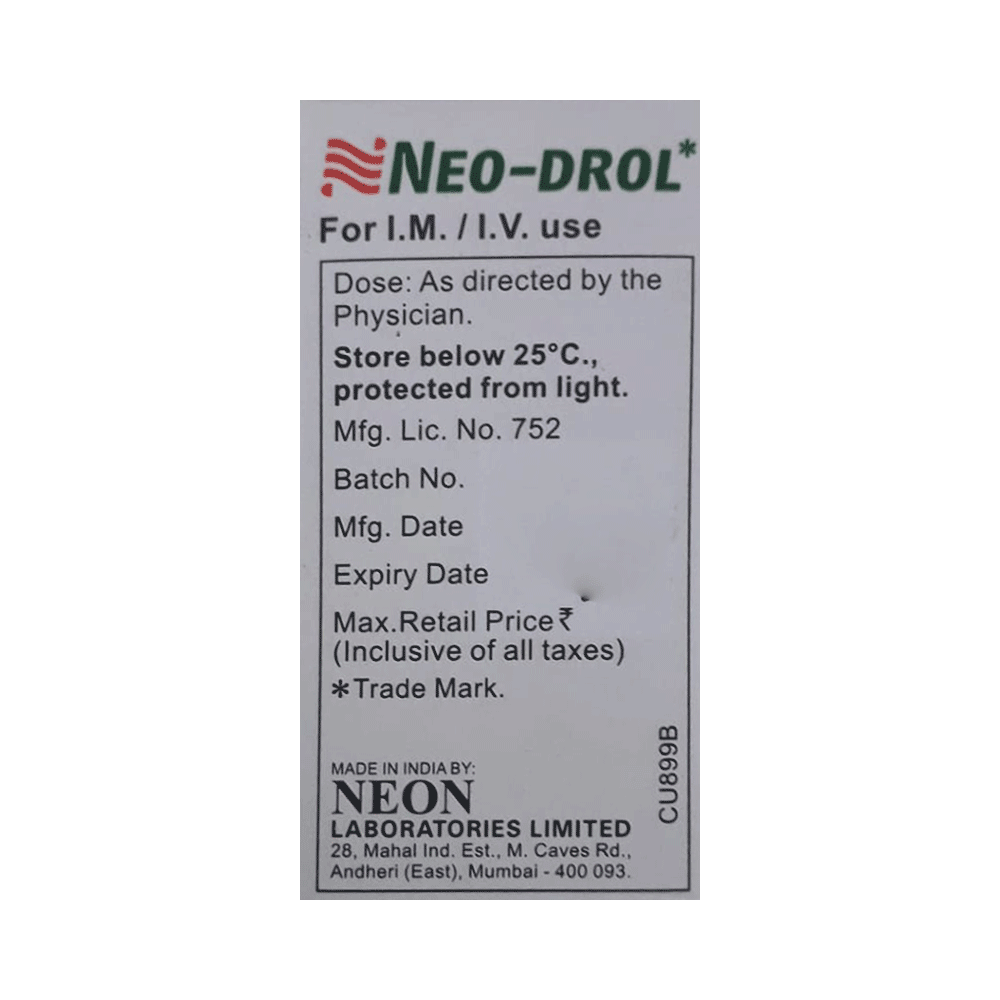 NEO-DROL*
For I.M. / I.V. use
Dose: As directed by the
Physician.
Store below 25°C.,
protected from light.
Mfg. Lic. No. 752
Batch No.
Mfg. Date
Expiry Date
Max.Retail Price₹
(Inclusive of all taxes)
*Trade Mark.
CU899B
MADE IN INDIA BY:
NEON
LABORATORIES LIMITED
28, Mahal Ind. Est., M. Caves Rd.,
Andheri (East), Mumbai - 400 093.